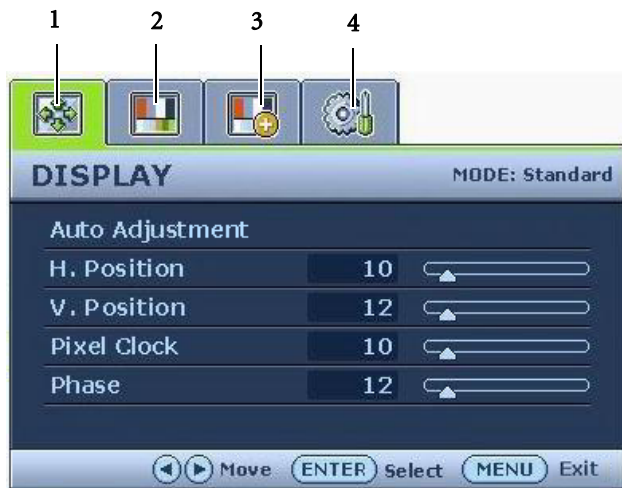 1 2 3 4
DISPLAY MODE: Standard
Auto Adjustment
H. Position 10
V. Position 12
Pixel Clock 10
Phase 12
Move ENTER Select MENU Exit